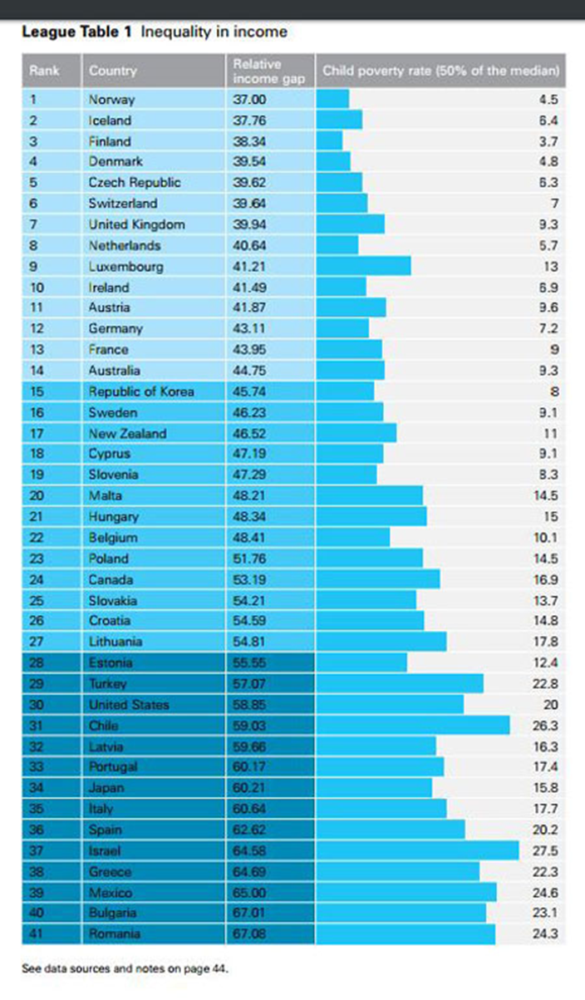 League Table 1 Inequality in income
Rank Country Relative income gap Child poverty rate (50% of the median)
1 Norway 37.00 4.5
2 Iceland 37.76 6.4
3 Finland 38.34 3.7
4 Denmark 39.54 4.8
5 Czech Republic 39.62 6.3
6 Switzerland 39.64 7
7 United Kingdom 39.94 9.3
8 Netherlands 40.64 5.7
9 Luxembourg 41.21 13
10 Ireland 41.49 6.9
11 Austria 41.87 9.6
12 Germany 43.11 7.2
13 France 43.95 9
14 Australia 44.75 9.3
15 Republic of Korea 45.74 8
16 Sweden 46.23 9.1
17 New Zealand 46.52 11
18 Cyprus 47.19 9.1
19 Slovenia 47.29 8.3
20 Malta 48.21 14.5
21 Hungary 48.34 15
22 Belgium 48.41 10.1
23 Poland 51.76 14.5
24 Canada 53.19 16.9
25 Slovakia 54.21 13.7
26 Croatia 54.59 14.8
27 Lithuania 54.81 17.8
28 Estonia 55.55 12.4
29 Turkey 57.07 22.8
30 United States 58.85 20
31 Chile 59.03 26.3
32 Latvia 59.66 16.3
33 Portugal 60.17 17.4
34 Japan 60.21 15.8
35 Italy 60.64 17.7
36 Spain 62.62 20.2
37 Israel 64.58 27.5
38 Greece 64.69 22.3
39 Mexico 65.00 24.6
40 Bulgaria 67.01 23.1
41 Romania 67.08 24.3
See data sources and notes on page 44.